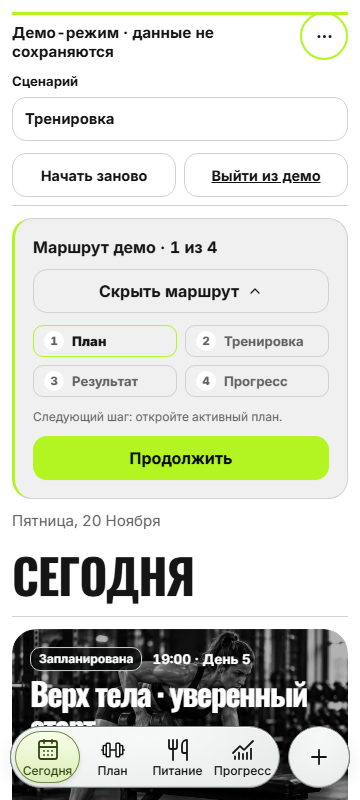 Демо-режим · данные не
сохраняются
...
Сценарий
Тренировка
Начать заново
Выйти из демо
Маршрут демо · 1 из 4
Скрыть маршрут
1 План
2 Тренировка
3 Результат
4 Прогресс
Следующий шаг: откройте активный план.
Продолжить
Пятница, 20 Ноября
СЕГОДНЯ
Запланирована 19:00 · День 5
Верх тела · уверенный
старт
Сегодня План Питание Прогресс +